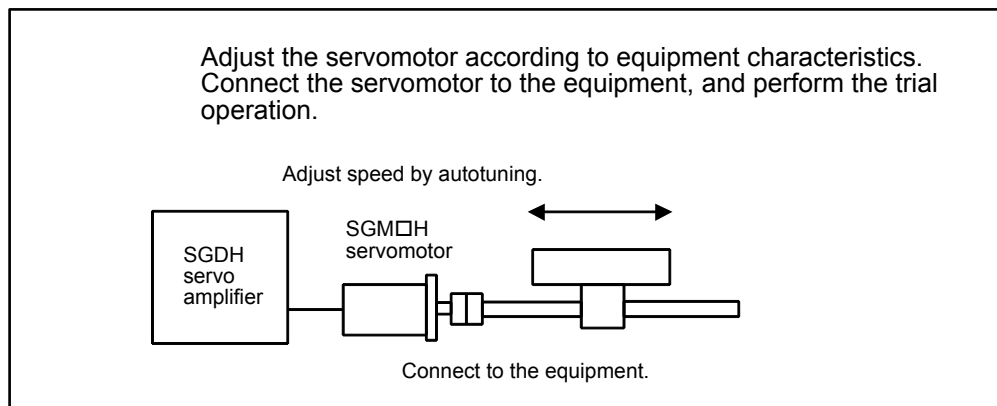 Adjust the servomotor according to equipment characteristics.
Connect the servomotor to the equipment, and perform the trial
operation.
Adjust speed by autotuning.
SGM□H
servomotor
SGDH
servo
amplifier
Connect to the equipment.